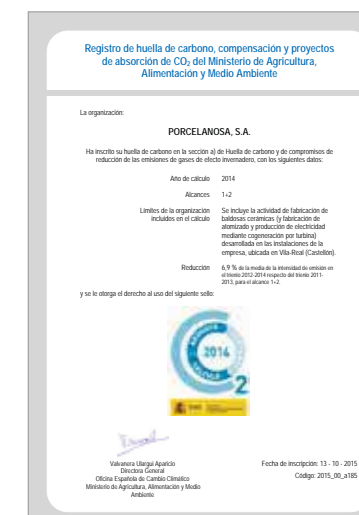 Registro de huella de carbono, compensación y proyectos
de absorción de CO₂ del Ministerio de Agricultura,
Alimentación y Medio Ambiente
La organización:
PORCELANOSA, S.A.
Ha inscrito su huella de carbono en la sección a) de Huella de carbono y de compromisos de
reducción de las emisiones de gases de efecto invernadero, con los siguientes datos:
Año de cálculo 2014
Alcances 1+2
Límites de la organización Se incluye la actividad de fabricación de
incluidos en el cálculo baldosas cerámicas (y fabricación de
atomizado y producción de electricidad
mediante cogeneración por turbina)
desarrollada en las instalaciones de la
empresa, ubicada en Vila-Real (Castellón).
Reducción 6,9 % de la media de la intensidad de emisión en
el trienio 2012-2014 respecto del trienio 2011-
2013, para el alcance 1+2.
y se le otorga el derecho al uso del siguiente sello:
REDUZCO
2014
CALCULO
2
Valvanera Ulargui Aparicio
Directora General
Oficina Española de Cambio Climático
Ministerio de Agricultura, Alimentación y Medio
Ambiente
Fecha de inscripción: 13 - 10 - 2015
Código: 2015_00_a185